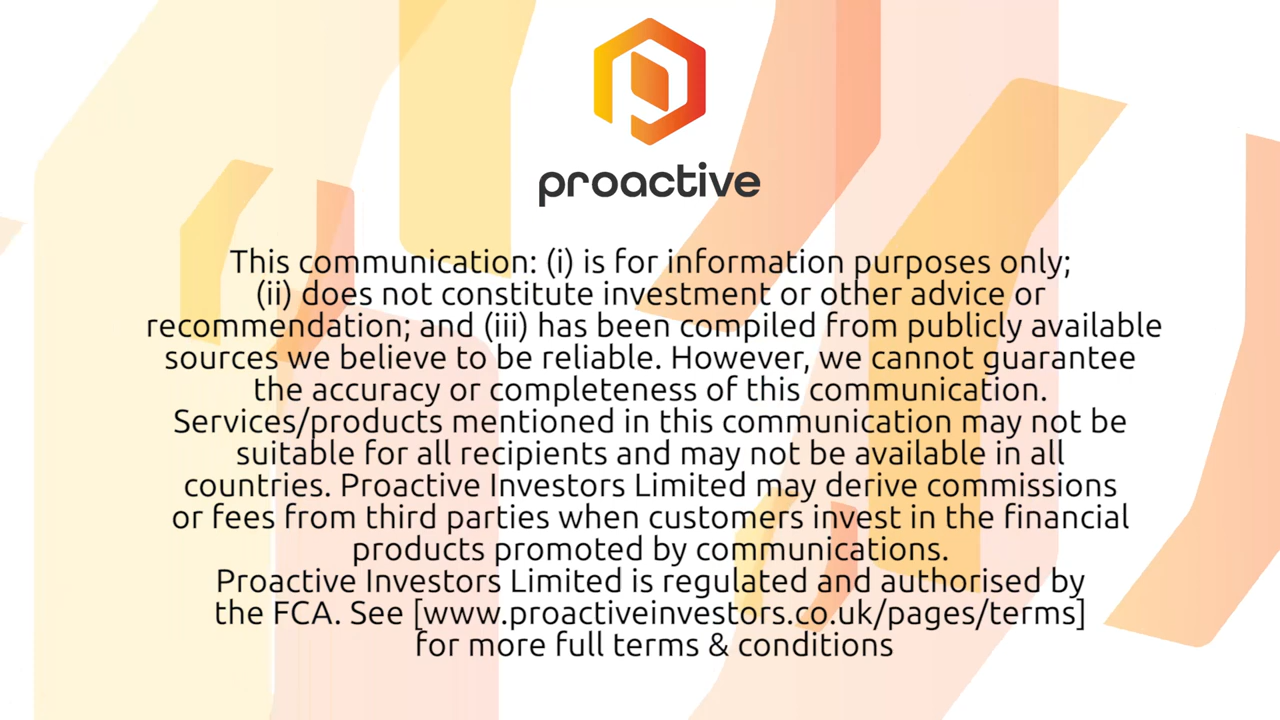 proactive
This communication: (i) is for information purposes only;
(ii) does not constitute investment or other advice or
recommendation; and (iii) has been compiled from publicly available
sources we believe to be reliable. However, we cannot guarantee
the accuracy or completeness of this communication.
Services/products mentioned in this communication may not be
suitable for all recipients and may not be available in all
countries. Proactive Investors Limited may derive commissions
or fees from third parties when customers invest in the financial
products promoted by communications.
Proactive Investors Limited is regulated and authorised by
the FCA. See [www.proactiveinvestors.co.uk/pages/terms]
for more full terms & conditions